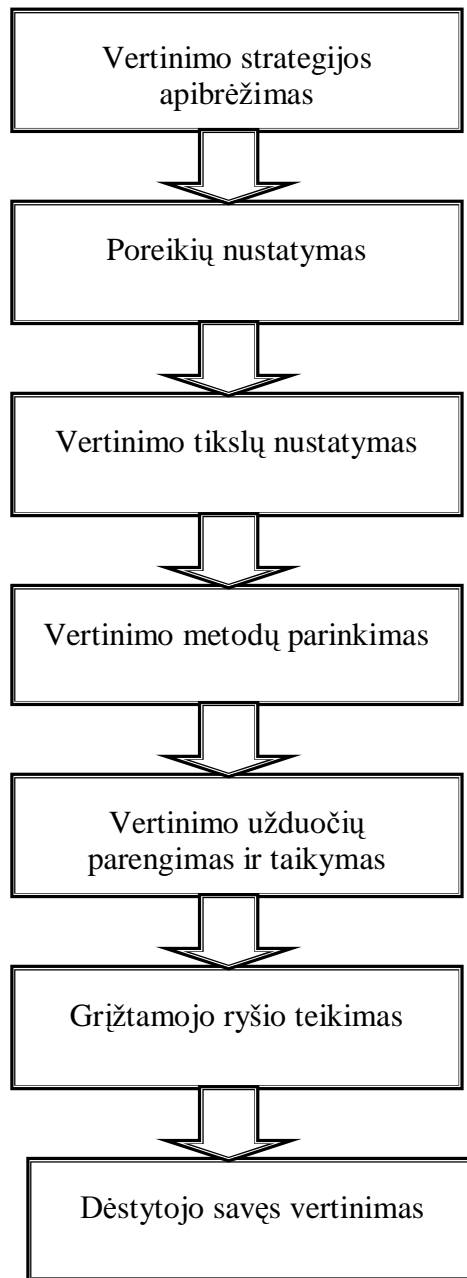 Vertinimo strategijos
apibrėžimas
Poreikių nustatymas
Vertinimo tikslų nustatymas
Vertinimo metodų parinkimas
Vertinimo užduočių
parengimas ir taikymas
Grįžtamojo ryšio teikimas
Dėstytojo savęs vertinimas